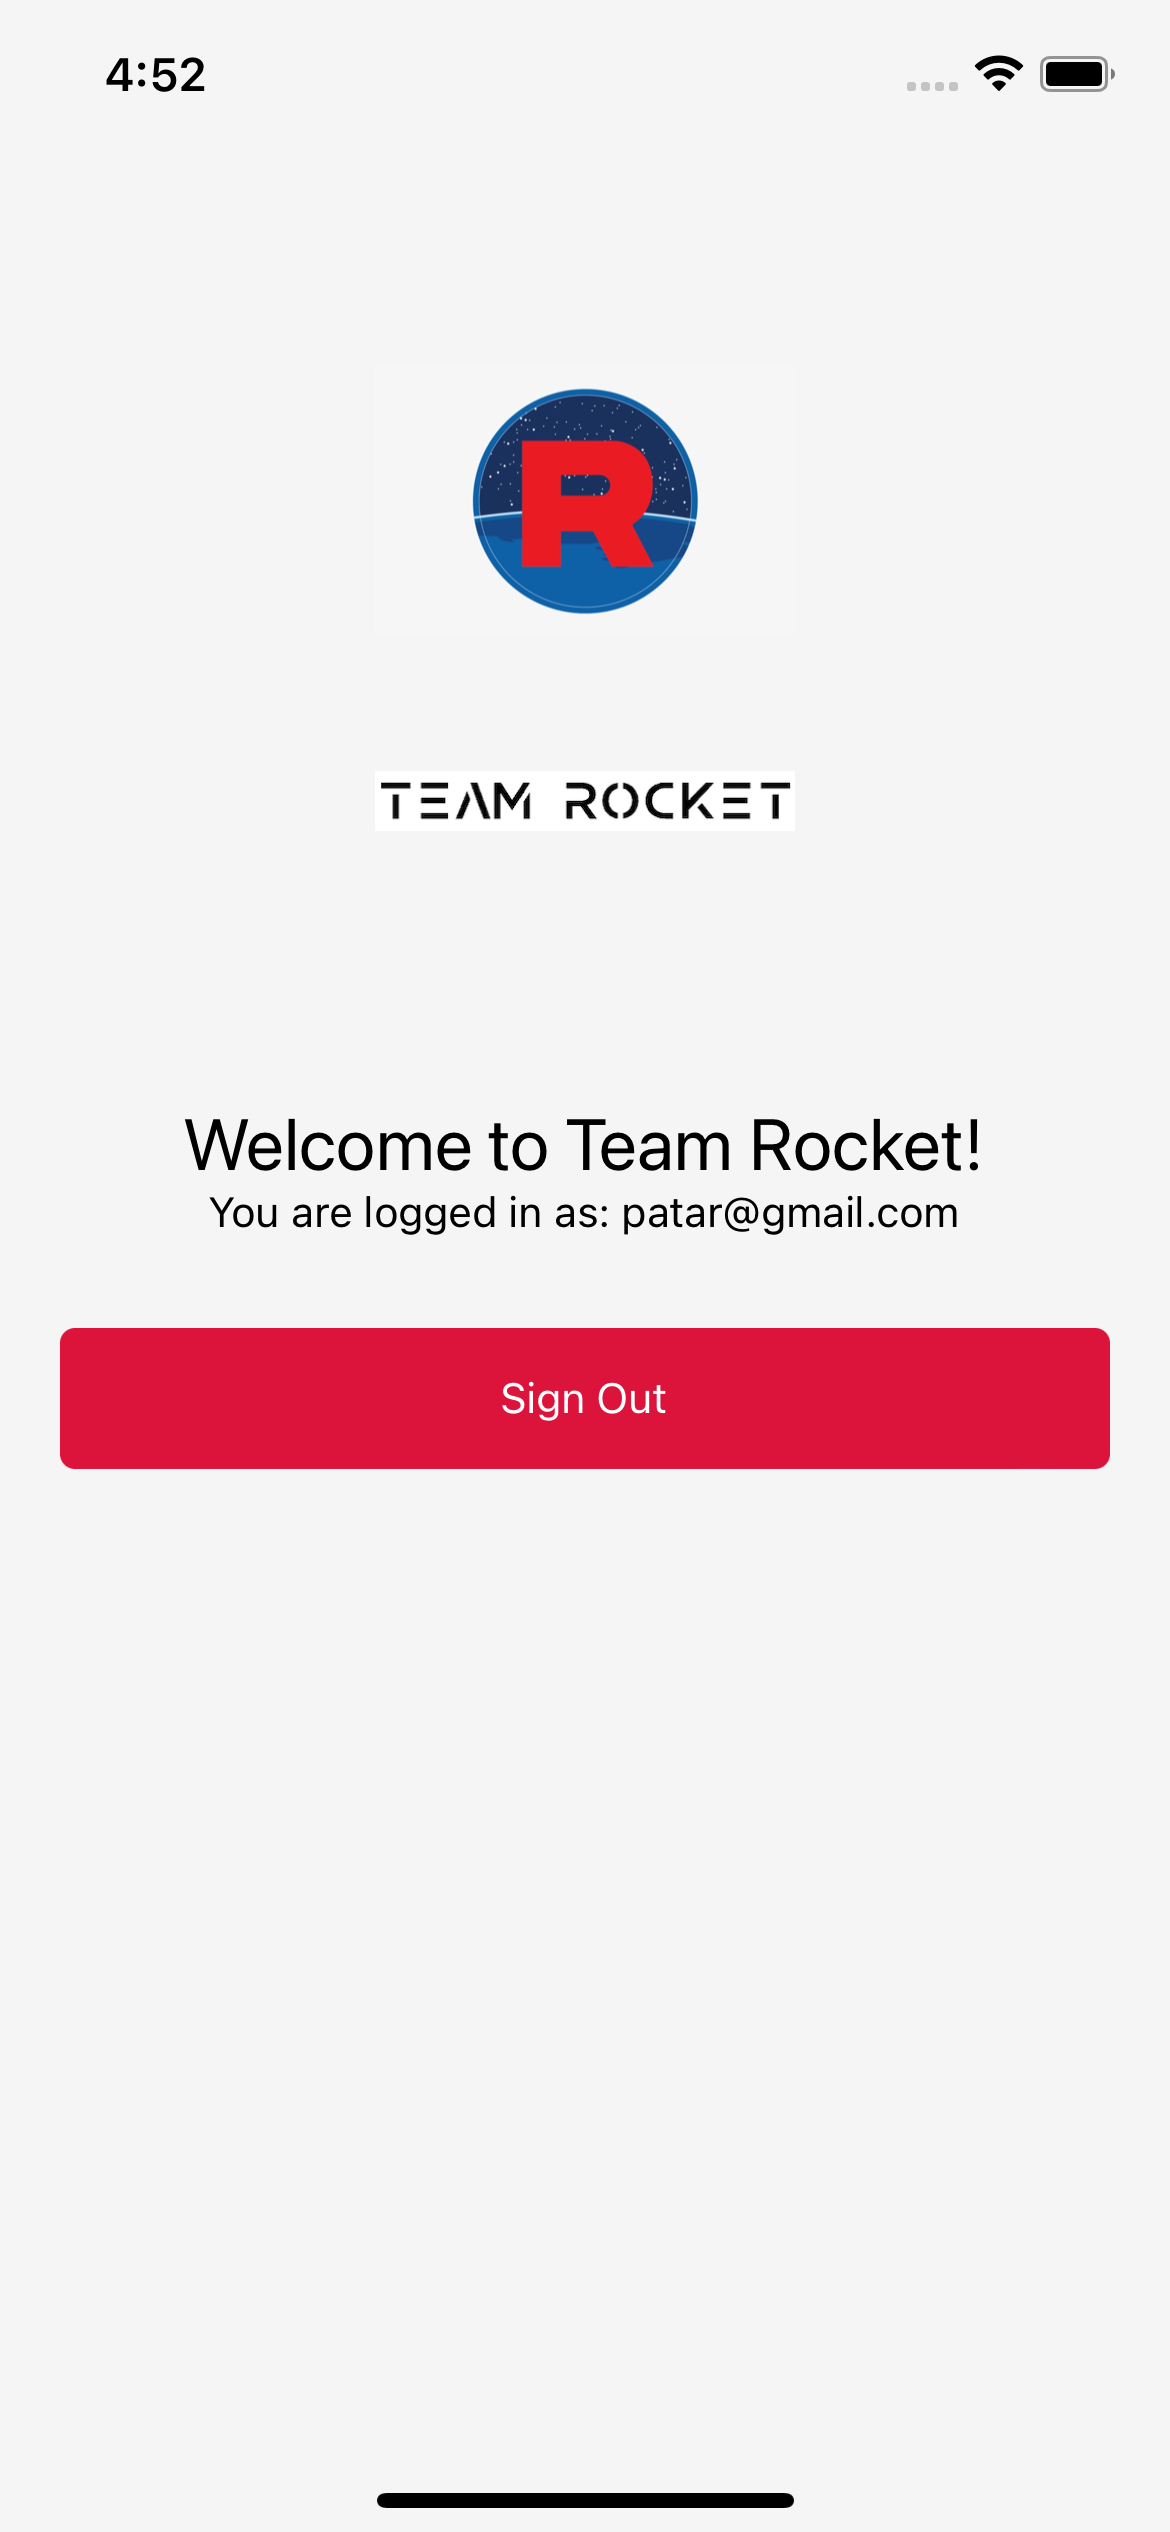 4:52
R
TEAM ROCKET
Welcome to Team Rocket!
You are logged in as: patar@gmail.com
Sign Out